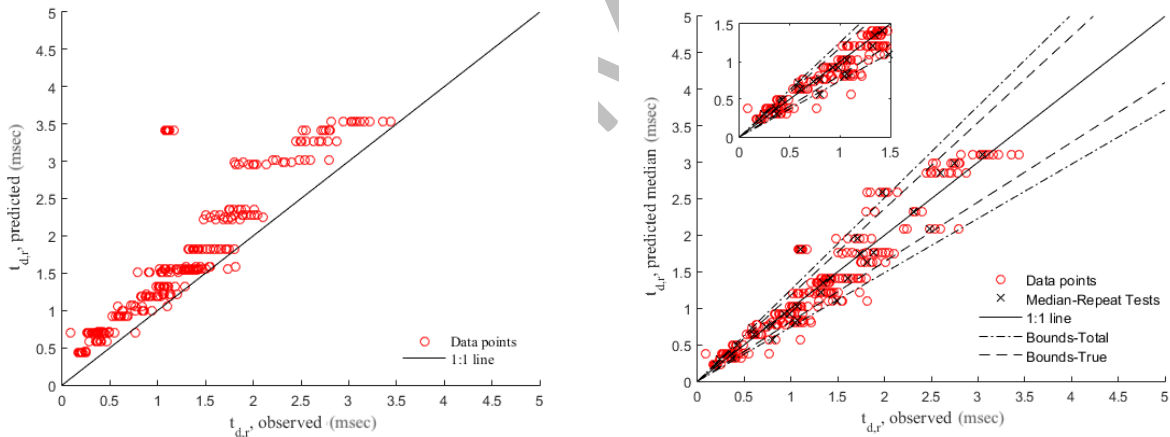 5
4.5
4
3.5
3
2.5
2
1.5
1
0.5
0
t_d,r, predicted (msec)
Data points
1:1 line
0 0.5 1 1.5 2 2.5 3 3.5 4 4.5 5
t_d,r, observed (msec)
5
4.5
4
3.5
3
2.5
2
1.5
1
0.5
0
t_d,r, predicted median (msec)
1.5
1
0.5
0
0 0.5 1 1.5
Data points
Median-Repeat Tests
1:1 line
Bounds-Total
Bounds-True
0 0.5 1 1.5 2 2.5 3 3.5 4 4.5 5
t_d,r, observed (msec)